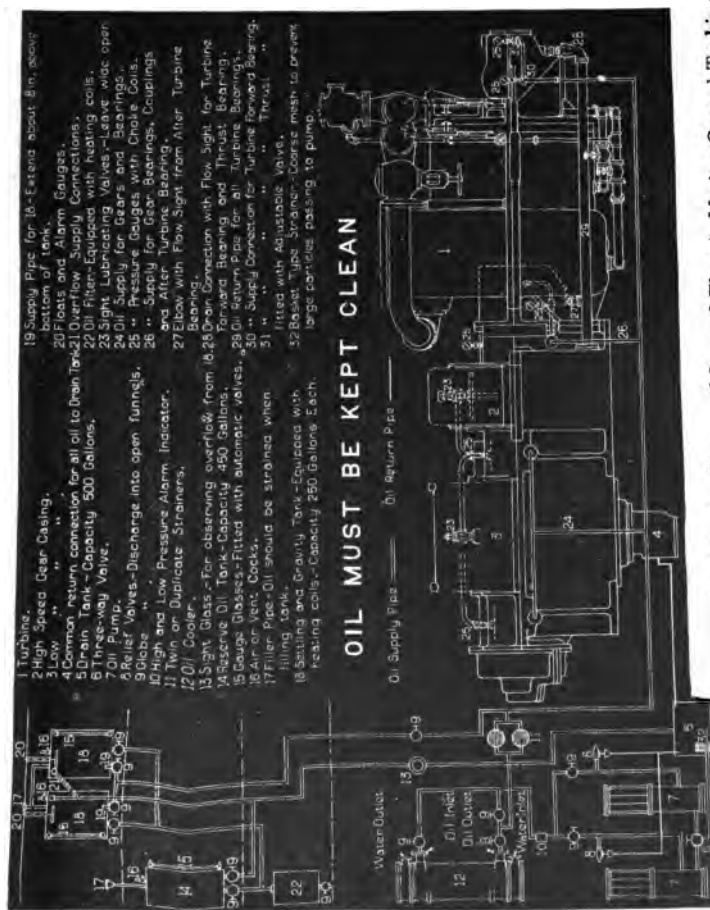 1 Turbine.
2 High Speed Gear Casing.
3 Low " " "
4 Common return connection for all oil to Drain Tank.
5 Drain Tank - Capacity 500 Gallons.
6 Three-way Valve.
7 Oil Pump.
8 Relief Valves.-Discharge into open funnels.
9 Globe "
10 High and Low Pressure Alarm Indicator.
11 Twin or Duplicate Strainers.
12 Oil Cooler.
13 Sight Glass-For observing overflow from 18.
14 Reserve Oil Tank-Capacity 450 Gallons.
15 Gauge Glasses-Fitted with automatic valves.
16 Air or Vent Cocks.
17 Filler Pipe-Oil should be strained when
filling tank.
18 Settling and Gravity Tank-Equipped with
heating coils.-Capacity 250 Gallons Each.
19 Supply Pipe for 18-Extend about 8 in. above
bottom of tank.
20 Floats and Alarm Gauges.
21 Overflow Supply Connections.
22 Oil Filter-Equipped with heating coils.
23 Sight Lubricating Valves-Leave wide open
24 Oil Supply for Gears and Bearings.
25 " Pressure Gauges with Choke Coils.
26 " Supply for Gear Bearings, Couplings
and After Turbine Bearing.
27 Elbow with Flow Sight from After Turbine
Bearing.
28 Drain Connection with Flow Sight for Turbine
Forward Bearing and Thrust Bearing.
29 Oil Return Pipe for all Turbine Bearings.
30 " Supply Connection for Turbine Forward Bearing.
31 " " " " " Thrust "
fitted with Adjustable Valve.
32 Basket Type Strainer-Coarse mesh to prevent
large particles passing to pump.
OIL MUST BE KEPT CLEAN
Oil Supply Pipe
Oil Return Pipe
Water Outlet
Oil Inlet
Oil Outlet
Water Inlet